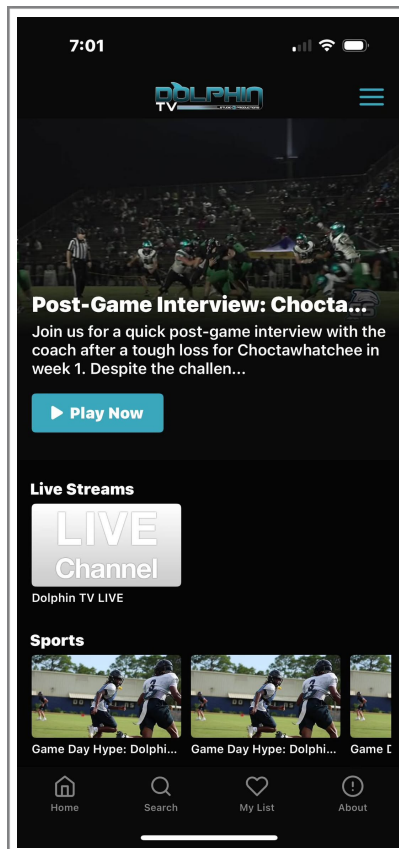 7:01
DOLPHIN
TV
Post-Game Interview: Chocta...
Join us for a quick post-game interview with the
coach after a tough loss for Choctawhatchee in
week 1. Despite the challen...
Play Now
Live Streams
LIVE
Channel
Dolphin TV LIVE
Sports
3
Game Day Hype: Dolphi... Game Day Hype: Dolphi... Game D
Home Search My List About